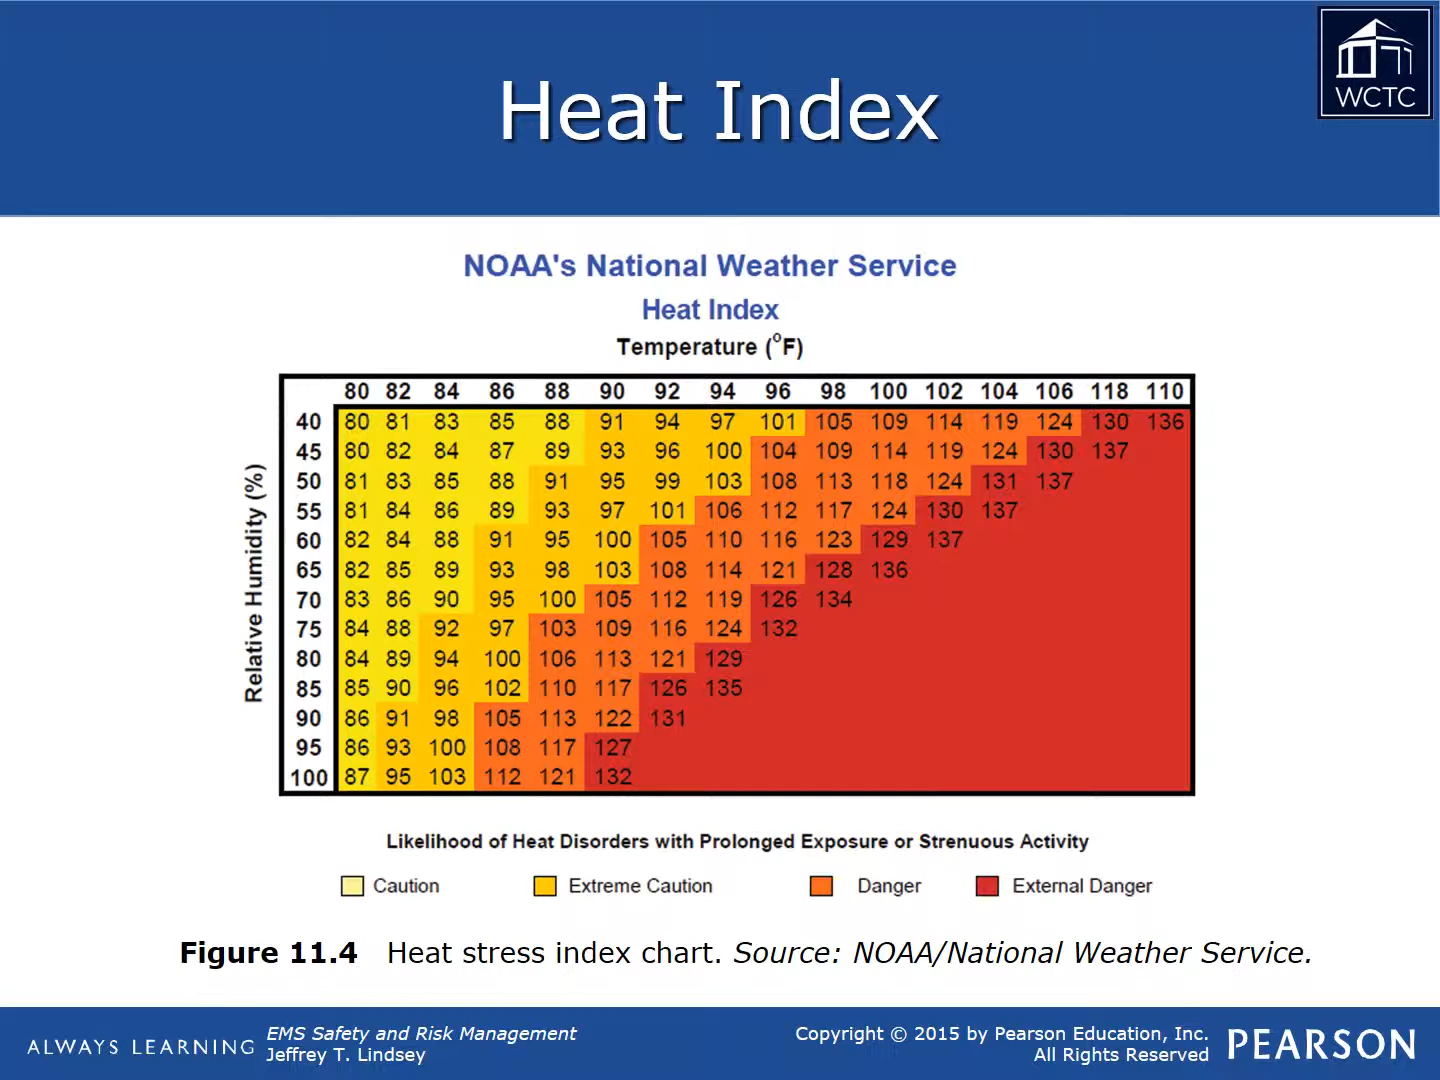 WCTC
Heat Index
NOAA's National Weather Service
Heat Index
Temperature (°F)
80 82 84 86 88 90 92 94 96 98 100 102 104 106 118 110
Relative Humidity (%)
40 80 81 83 85 88 91 94 97 101 105 109 114 119 124 130 136
45 80 82 84 87 89 93 96 100 104 109 114 119 124 130 137
50 81 83 85 88 91 95 99 103 108 113 118 124 131 137
55 81 84 86 89 93 97 101 106 112 117 124 130 137
60 82 84 88 91 95 100 105 110 116 123 129 137
65 82 85 89 93 98 103 108 114 121 128 136
70 83 86 90 95 100 105 112 119 126 134
75 84 88 92 97 103 109 116 124 132
80 84 89 94 100 106 113 121 129
85 85 90 96 102 110 117 126 135
90 86 91 98 105 113 122 131
95 86 93 100 108 117 127
100 87 95 103 112 121 132
Likelihood of Heat Disorders with Prolonged Exposure or Strenuous Activity
Caution Extreme Caution Danger External Danger
Figure 11.4 Heat stress index chart. Source: NOAA/National Weather Service.
ALWAYS LEARNING
EMS Safety and Risk Management
Jeffrey T. Lindsey
Copyright © 2015 by Pearson Education, Inc.
All Rights Reserved
PEARSON